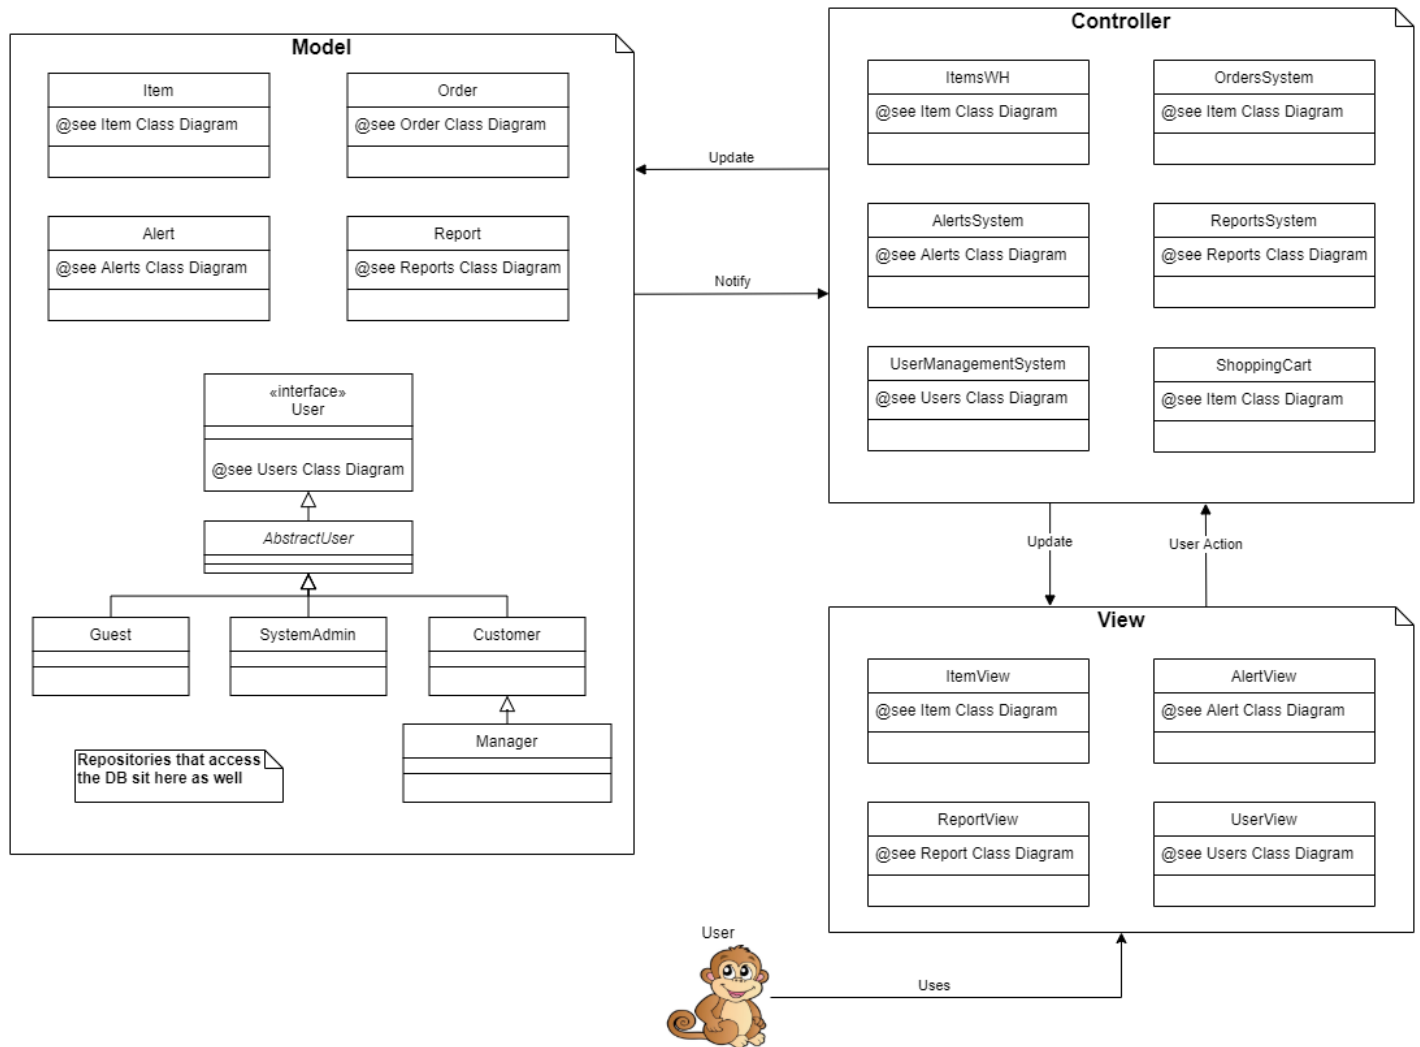 Model
Item
@see Item Class Diagram
Order
@see Order Class Diagram
Alert
@see Alerts Class Diagram
Report
@see Reports Class Diagram
«interface»
User
@see Users Class Diagram
AbstractUser
Guest
SystemAdmin
Customer
Manager
Repositories that access
the DB sit here as well
Update
Notify
Controller
ItemsWH
@see Item Class Diagram
OrdersSystem
@see Item Class Diagram
AlertsSystem
@see Alerts Class Diagram
ReportsSystem
@see Reports Class Diagram
UserManagementSystem
@see Users Class Diagram
ShoppingCart
@see Item Class Diagram
Update
User Action
View
ItemView
@see Item Class Diagram
AlertView
@see Alert Class Diagram
ReportView
@see Report Class Diagram
UserView
@see Users Class Diagram
User
Uses